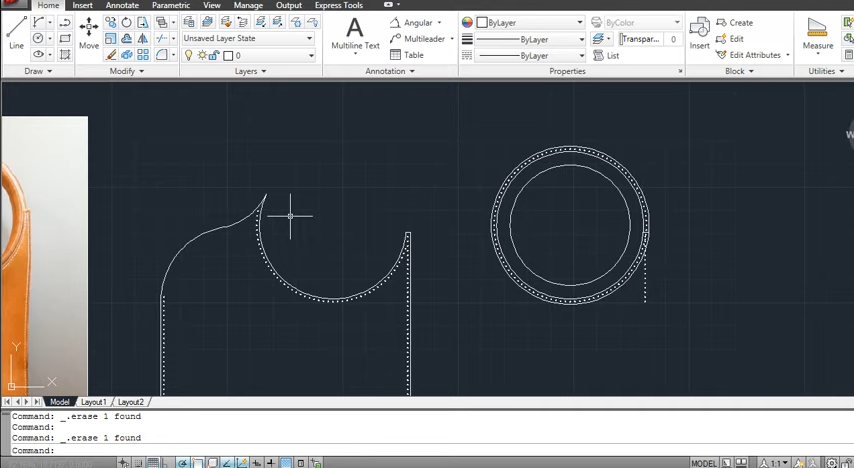 Home Insert Annotate Parametric View Manage Output Express Tools
Line
Move
Unsaved Layer State
0
Multiline Text
Angular
Multileader
Table
ByLayer
ByLayer
ByLayer
ByColor
Transpar... 0
List
Insert
Create
Edit
Edit Attributes
Measure
Draw Modify Layers Annotation Properties Block Utilities
W
Y
X
Model Layout1 Layout2
Command: _.erase 1 found
Command:
Command: _.erase 1 found
Command:
MODEL 1:1